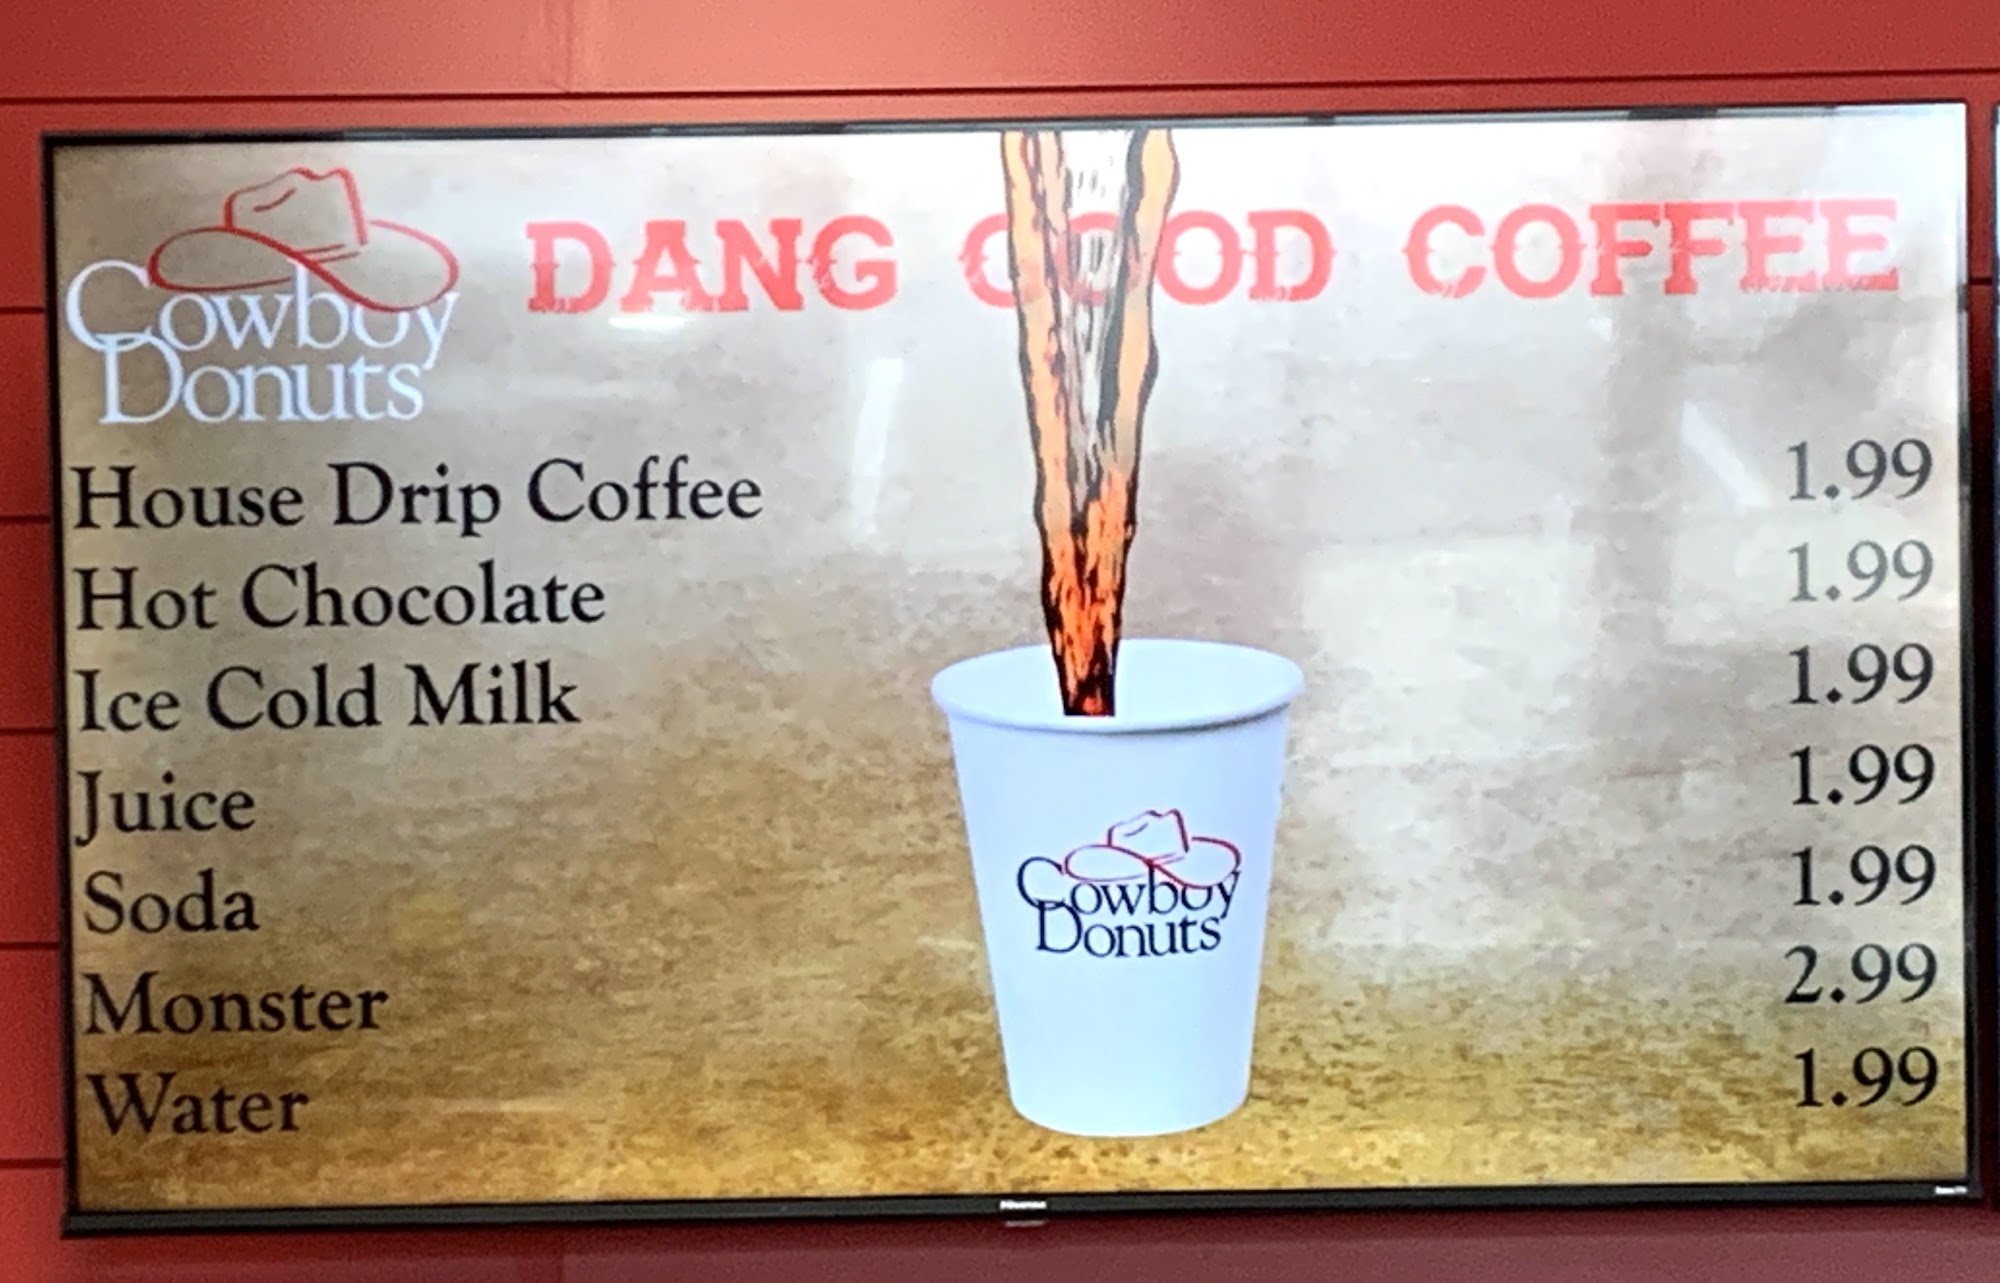 Cowboy
Donuts
DANG GOOD COFFEE
House Drip Coffee 1.99
Hot Chocolate 1.99
Ice Cold Milk 1.99
Juice 1.99
Soda 1.99
Monster 2.99
Water 1.99
Cowboy
Donuts
Hisense